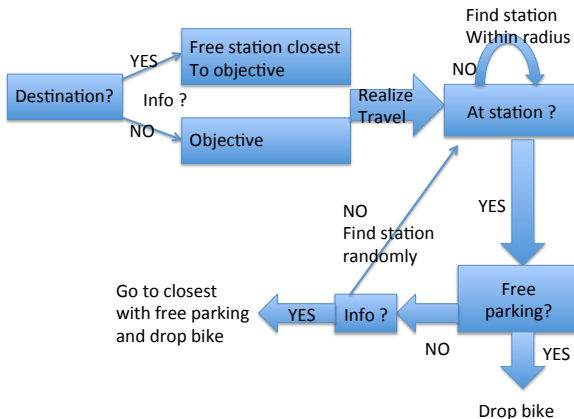 Find station
Within radius
YES
Free station closest
To objective
NO
Destination?
Info ?
Realize
Travel
At station ?
NO
Objective
YES
NO
Find station
randomly
Go to closest
with free parking
and drop bike
YES
Info ?
Free
parking?
NO
YES
Drop bike